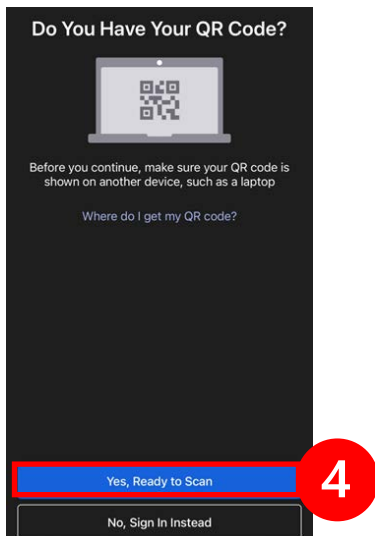 Do You Have Your QR Code?
Before you continue, make sure your QR code is
shown on another device, such as a laptop
Where do I get my QR code?
Yes, Ready to Scan
4
No, Sign In Instead